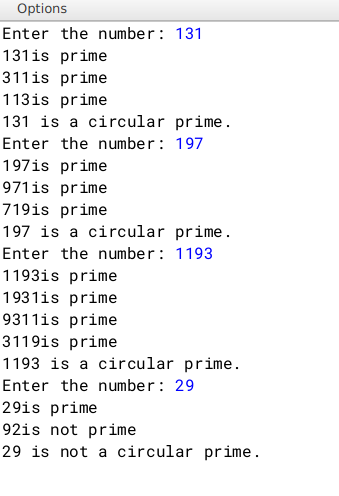 Options
Enter the number: 131
131is prime
311is prime
113is prime
131 is a circular prime.
Enter the number: 197
197is prime
971is prime
719is prime
197 is a circular prime.
Enter the number: 1193
1193is prime
1931is prime
9311is prime
3119is prime
1193 is a circular prime.
Enter the number: 29
29is prime
92is not prime
29 is not a circular prime.